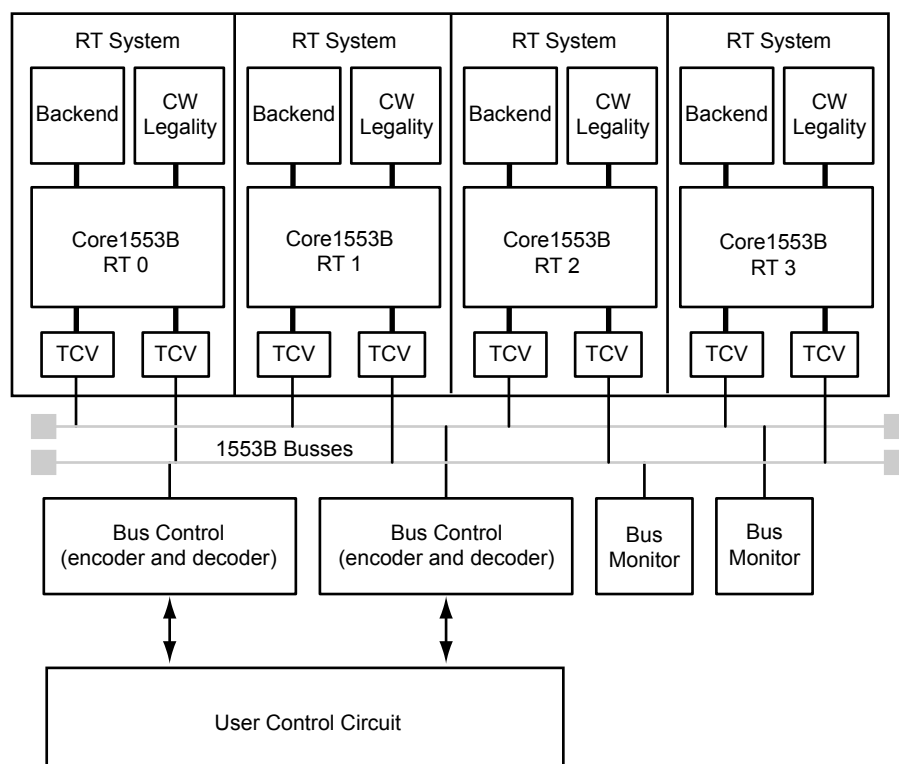 RT System
RT System
RT System
RT System
Backend
CW
Legality
Backend
CW
Legality
Backend
CW
Legality
Backend
CW
Legality
Core1553B
RT 0
Core1553B
RT 1
Core1553B
RT 2
Core1553B
RT 3
TCV
TCV
TCV
TCV
TCV
TCV
TCV
TCV
1553B Busses
Bus Control
(encoder and decoder)
Bus Control
(encoder and decoder)
Bus
Monitor
Bus
Monitor
User Control Circuit